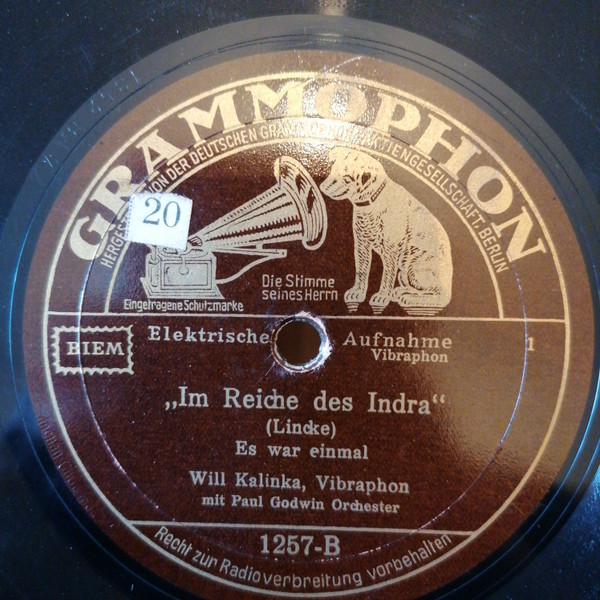 GRAMMOPHON
HERGESTELLT VON DER DEUTSCHEN GRAMMOPHON-AKTIENGESELLSCHAFT, BERLIN
20
Die Stimme
seines Herrn
Eingetragene Schutzmarke
BIEM
Elektrische Aufnahme
Vibraphon
1
„Im Reiche des Indra“
(Lincke)
Es war einmal
Will Kalinka, Vibraphon
mit Paul Godwin Orchester
1257-B
Recht zur Radioverbreitung vorbehalten